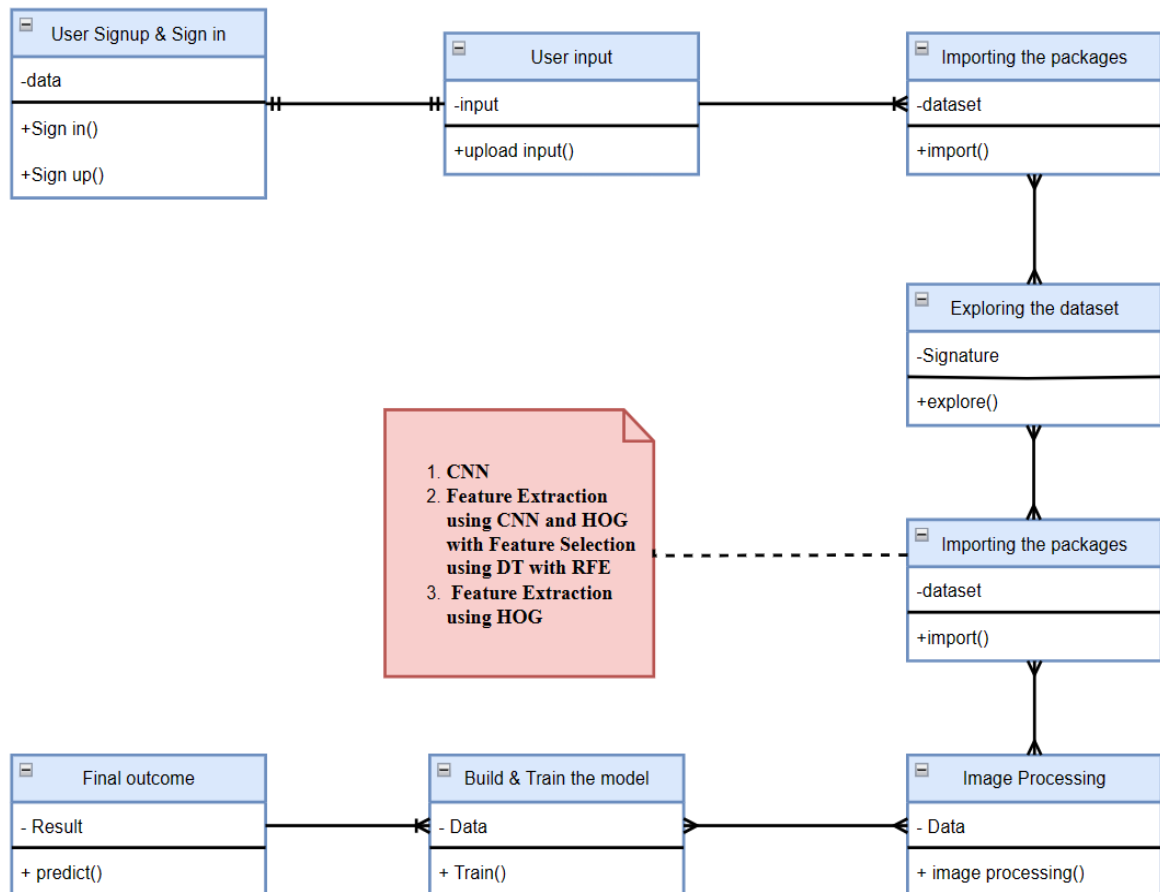 User Signup & Sign in
-data
+Sign in()
+Sign up()
User input
-input
+upload input()
Importing the packages
-dataset
+import()
Exploring the dataset
-Signature
+explore()
1. CNN
2. Feature Extraction
using CNN and HOG
with Feature Selection
using DT with RFE
3. Feature Extraction
using HOG
Importing the packages
-dataset
+import()
Final outcome
- Result
+ predict()
Build & Train the model
- Data
+ Train()
Image Processing
- Data
+ image processing()